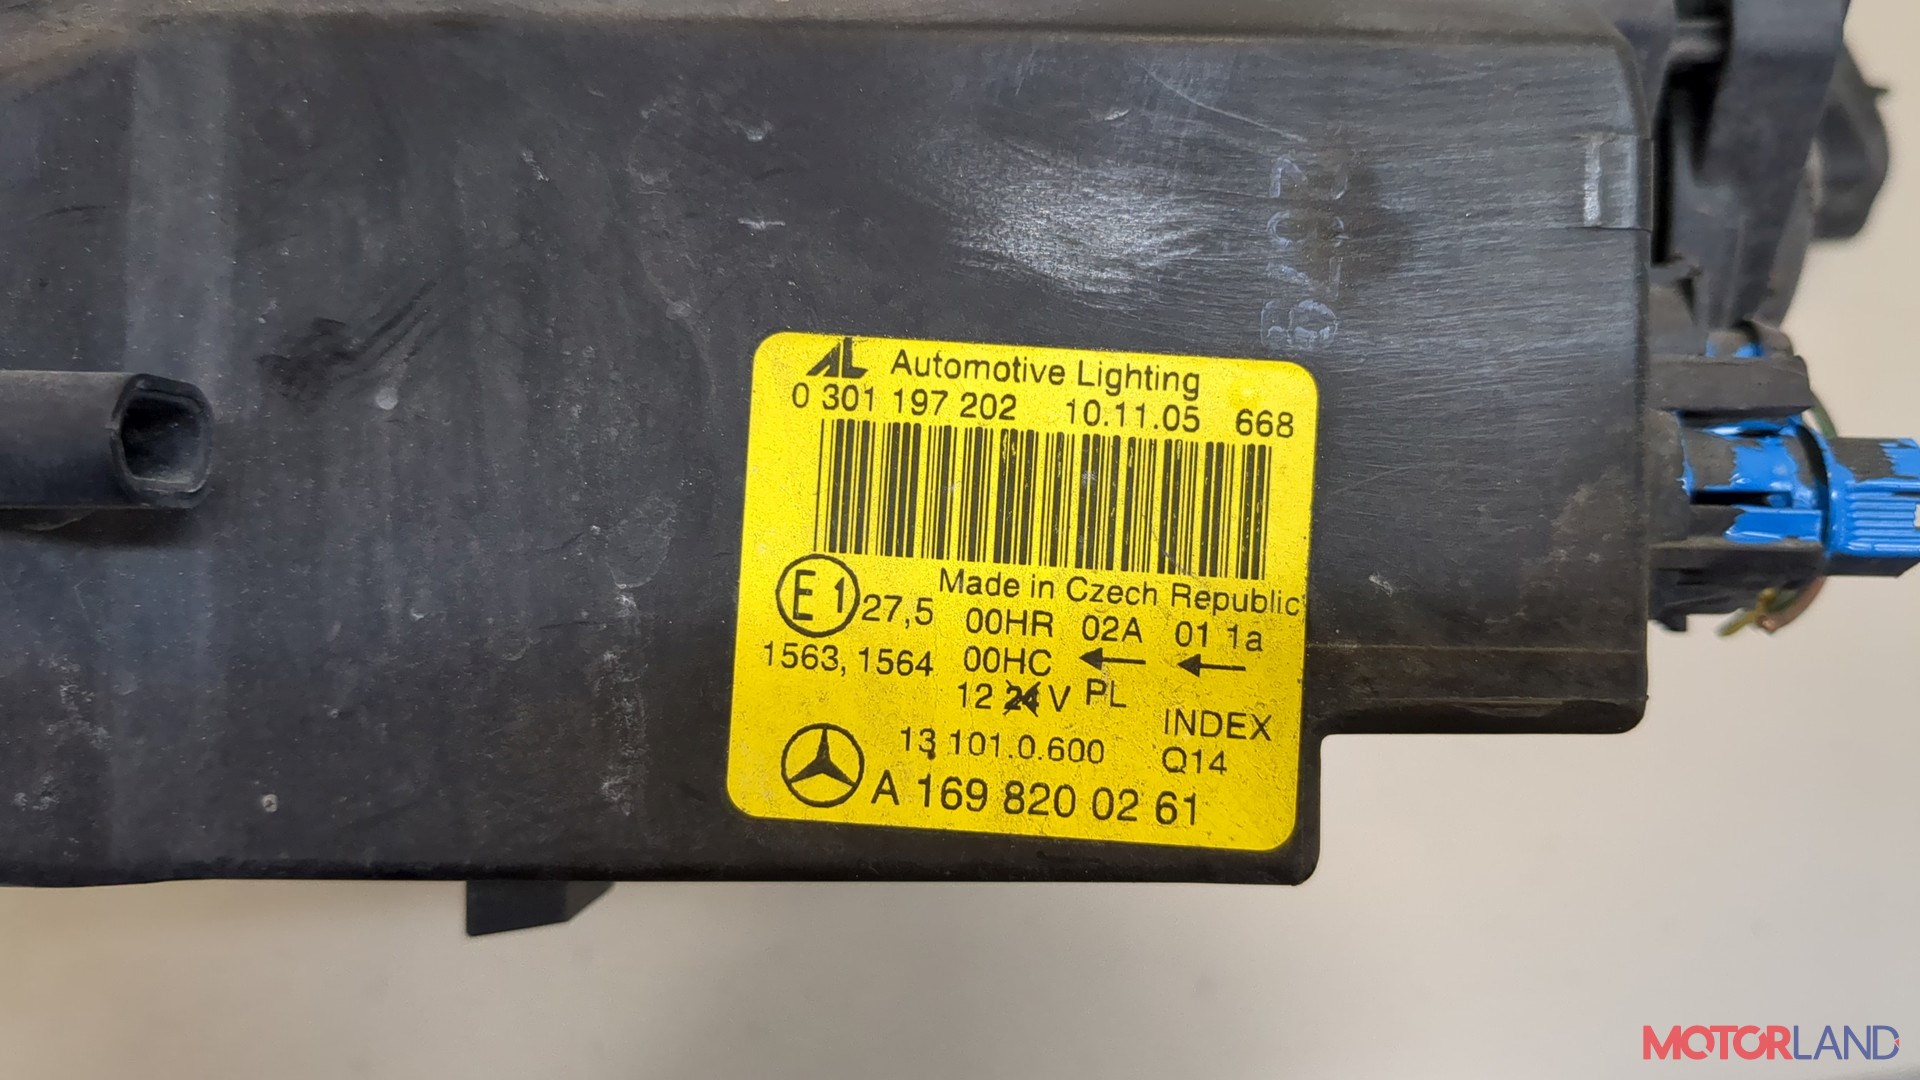 AL Automotive Lighting
0 301 197 202 10.11.05 668
Made in Czech Republic
E1 27,5 00HR 02A 01 1a
1563, 1564 00HC ← ←
12 24 V PL
INDEX
13 101.0.600 Q14
A 169 820 02 61
MOTORLAND